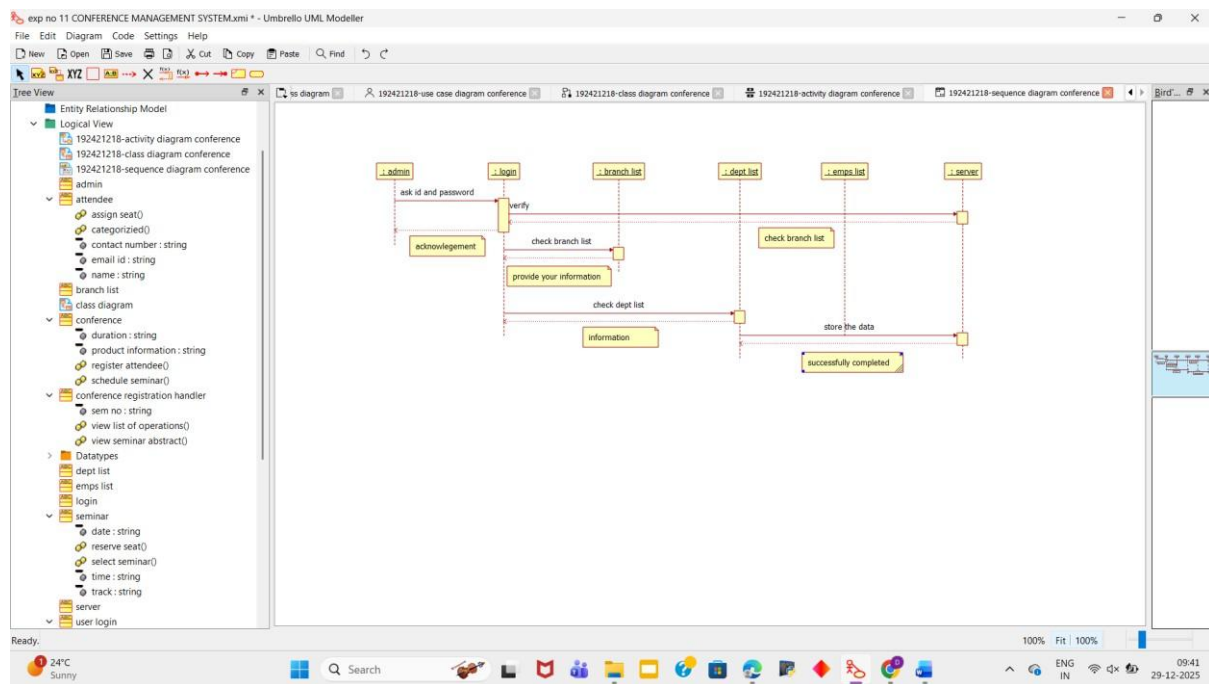 exp no 11 CONFERENCE MANAGEMENT SYSTEM.xmi * - Umbrello UML Modeller
File Edit Diagram Code Settings Help
New Open Save Cut Copy Paste Find
XYZ
Tree View
ss diagram 192421218-use case diagram conference 192421218-class diagram conference 192421218-activity diagram conference 192421218-sequence diagram conference
Bird'...
Entity Relationship Model
Logical View
192421218-activity diagram conference
192421218-class diagram conference
192421218-sequence diagram conference
admin
attendee
assign seat()
categorizied()
contact number : string
email id : string
name : string
branch list
class diagram
conference
duration : string
product information : string
register attendee()
schedule seminar()
conference registration handler
sem no : string
view list of operations()
view seminar abstract()
Datatypes
dept list
emps list
login
seminar
date : string
reserve seat()
select seminar()
time : string
track : string
server
user login
: admin : login : branch list : dept list : emps list : server
ask id and password
verify
acknowlegement
check branch list
check branch list
provide your information
check dept list
information
store the data
successfully completed
Ready.
100% Fit 100%
1
24°C
Sunny
Search
ENG
IN
09:41
29-12-2025